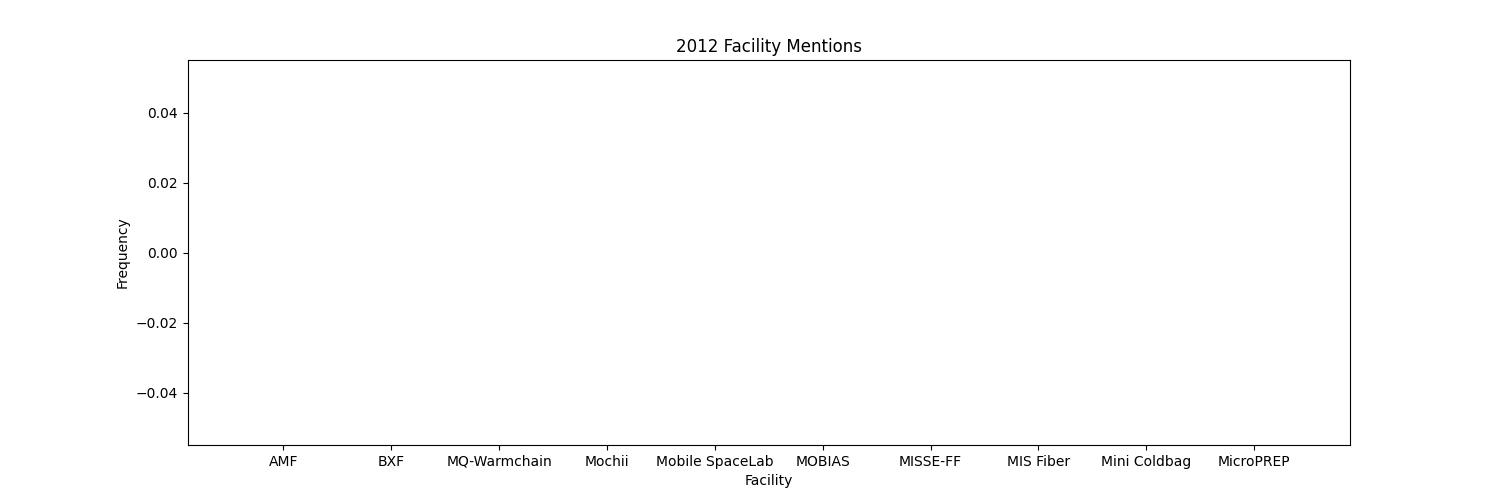 2012 Facility Mentions
0.04
0.02
0.00
−0.02
−0.04
Frequency
AMF BXF MQ-Warmchain Mochii Mobile SpaceLab MOBIAS MISSE-FF MIS Fiber Mini Coldbag MicroPREP
Facility